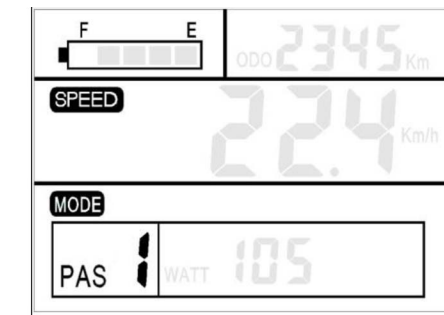 F E
ODO 2345 Km
SPEED
22.4 Km/h
MODE
PAS 1 WATT 105